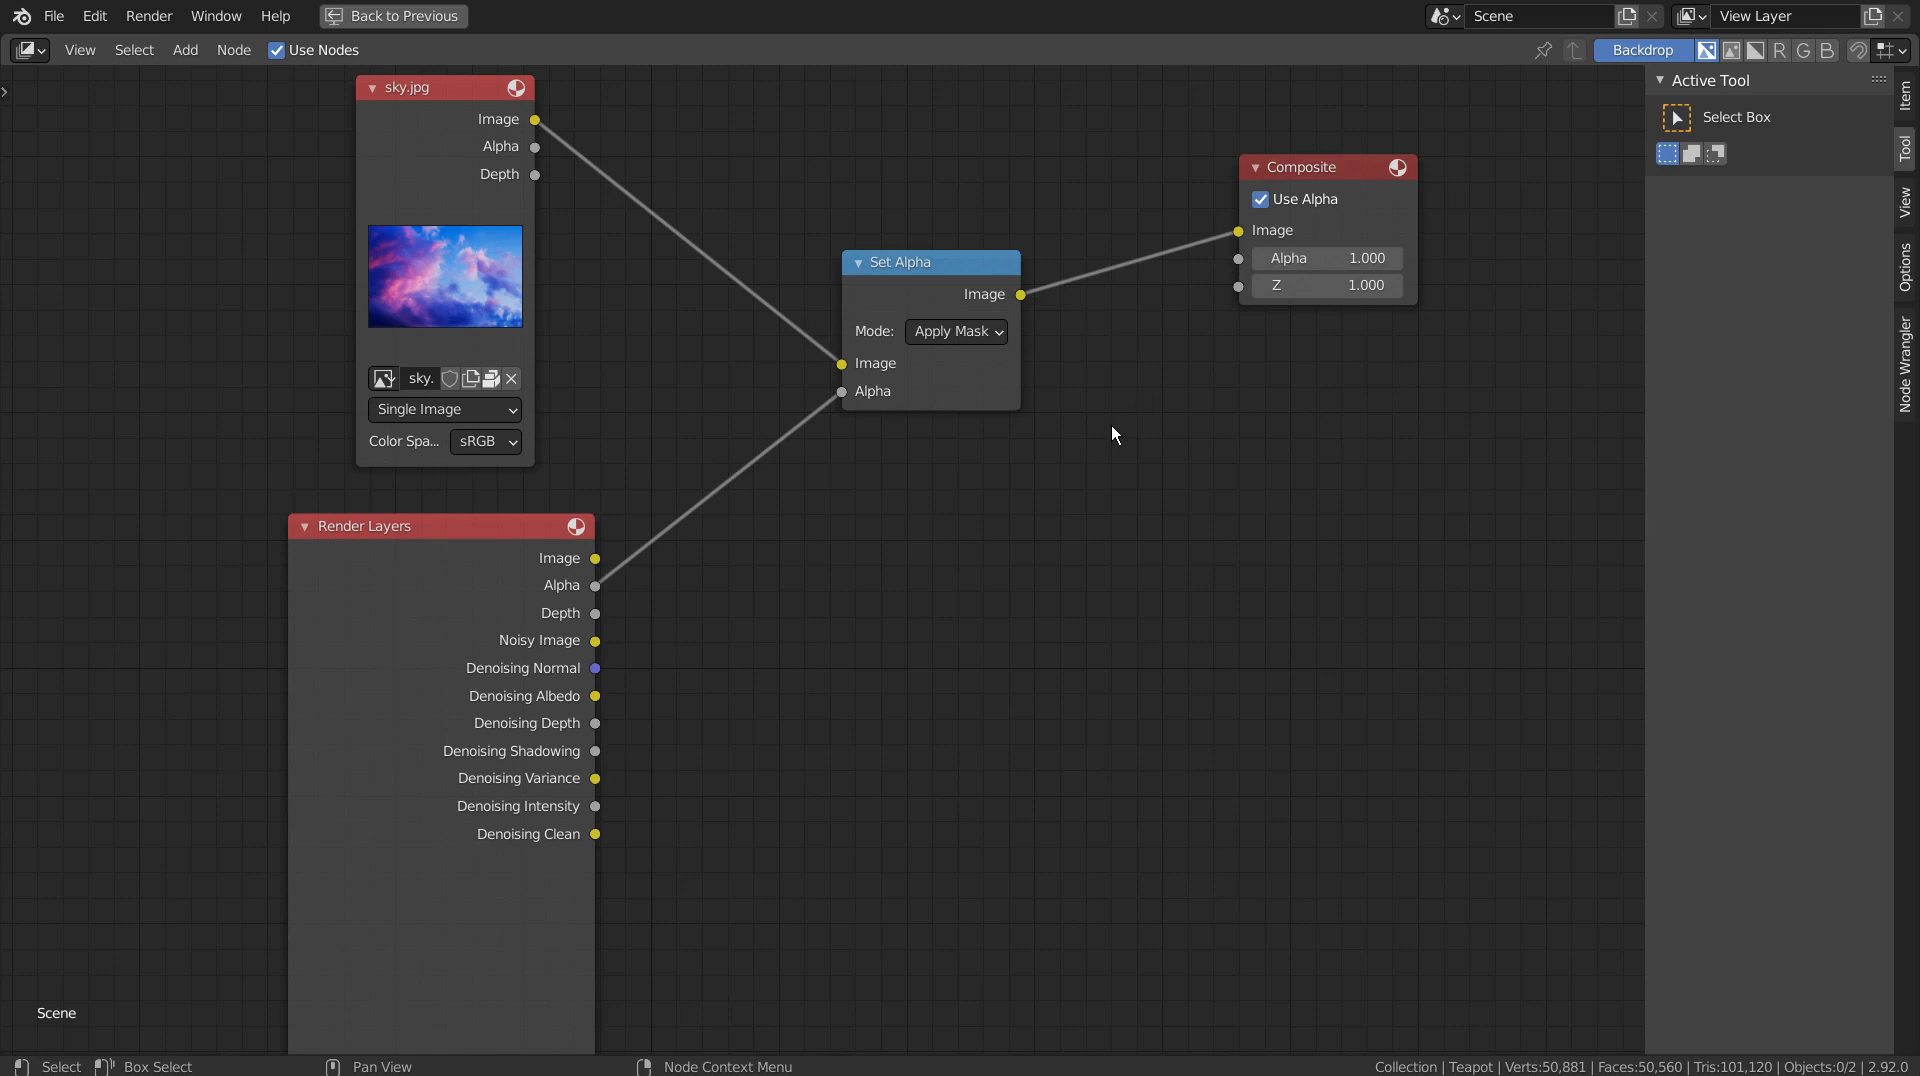 File Edit Render Window Help Back to Previous Scene View Layer
View Select Add Node Use Nodes Backdrop R G B
sky.jpg
Image
Alpha
Depth
sky.
Single Image
Color Spa... sRGB
Render Layers
Image
Alpha
Depth
Noisy Image
Denoising Normal
Denoising Albedo
Denoising Depth
Denoising Shadowing
Denoising Variance
Denoising Intensity
Denoising Clean
Set Alpha
Image
Mode: Apply Mask
Image
Alpha
Composite
Use Alpha
Image
Alpha 1.000
Z 1.000
Active Tool
Select Box
Item
Tool
View
Options
Node Wrangler
Scene
Select Box Select Pan View Node Context Menu Collection | Teapot | Verts:50,881 | Faces:50,560 | Tris:101,120 | Objects:0/2 | 2.92.0